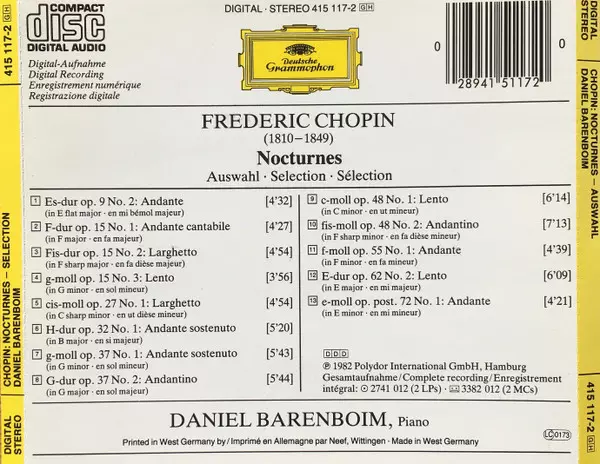 COMPACT
disc
DIGITAL AUDIO
DIGITAL · STEREO 415 117-2 GH
Digital-Aufnahme
Digital Recording
Enregistrement numérique
Registrazione digitale
Deutsche
Grammophon
0 0
28941 51172
FREDERIC CHOPIN
(1810–1849)
Nocturnes
Auswahl · Selection · Sélection
1 Es-dur op. 9 No. 2: Andante [4'32]
(in E flat major · en mi bémol majeur)
2 F-dur op. 15 No. 1: Andante cantabile [4'27]
(in F major · en fa majeur)
3 Fis-dur op. 15 No. 2: Larghetto [4'54]
(in F sharp major · en fa dièse majeur)
4 g-moll op. 15 No. 3: Lento [3'56]
(in G minor · en sol mineur)
5 cis-moll op. 27 No. 1: Larghetto [4'54]
(in C sharp minor · en ut dièse mineur)
6 H-dur op. 32 No. 1: Andante sostenuto [5'20]
(in B major · en si majeur)
7 g-moll op. 37 No. 1: Andante sostenuto [5'43]
(in G minor · en sol mineur)
8 G-dur op. 37 No. 2: Andantino [5'44]
(in G major · en sol majeur)
9 c-moll op. 48 No. 1: Lento [6'14]
(in C minor · en ut mineur)
10 fis-moll op. 48 No. 2: Andantino [7'13]
(in F sharp minor · en fa dièse mineur)
11 f-moll op. 55 No. 1: Andante [4'39]
(in F minor · en fa mineur)
12 E-dur op. 62 No. 2: Lento [6'09]
(in E major · en mi majeur)
13 e-moll op. post. 72 No. 1: Andante [4'21]
(in E minor · en mi mineur)
DDD
℗ 1982 Polydor International GmbH, Hamburg
Gesamtaufnahme/Complete recording/Enregistrement
intégral: 2741 012 (2 LPs) · 3382 012 (2 MCs)
DANIEL BARENBOIM, Piano
Printed in West Germany by/Imprimé en Allemagne par Neef, Wittingen · Made in West Germany
LC 0173
415 117-2 GH
CHOPIN: NOCTURNES – SELECTION
DANIEL BARENBOIM
DIGITAL
STEREO
DIGITAL
STEREO
CHOPIN: NOCTURNES – AUSWAHL
DANIEL BARENBOIM
415 117-2 GH